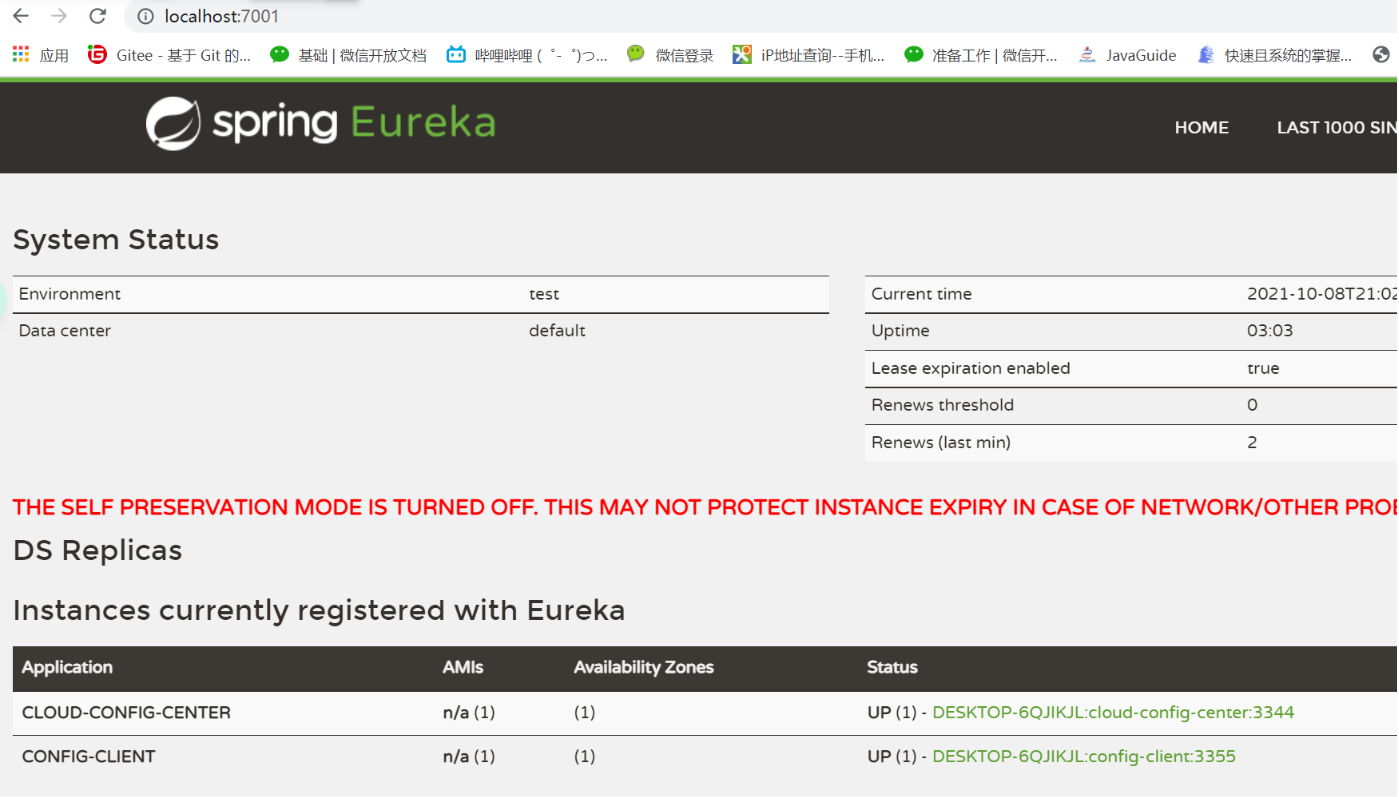 localhost:7001
应用 Gitee - 基于 Git 的... 基础 | 微信开放文档 哔哩哔哩 ( ゜- ゜)つ... 微信登录 iP地址查询--手机... 准备工作 | 微信开... JavaGuide 快速且系统的掌握...
spring Eureka
HOME LAST 1000 SIN
System Status
Environment test
Data center default
Current time 2021-10-08T21:02
Uptime 03:03
Lease expiration enabled true
Renews threshold 0
Renews (last min) 2
THE SELF PRESERVATION MODE IS TURNED OFF. THIS MAY NOT PROTECT INSTANCE EXPIRY IN CASE OF NETWORK/OTHER PROB
DS Replicas
Instances currently registered with Eureka
Application AMIs Availability Zones Status
CLOUD-CONFIG-CENTER n/a (1) (1) UP (1) - DESKTOP-6QJIKJL:cloud-config-center:3344
CONFIG-CLIENT n/a (1) (1) UP (1) - DESKTOP-6QJIKJL:config-client:3355